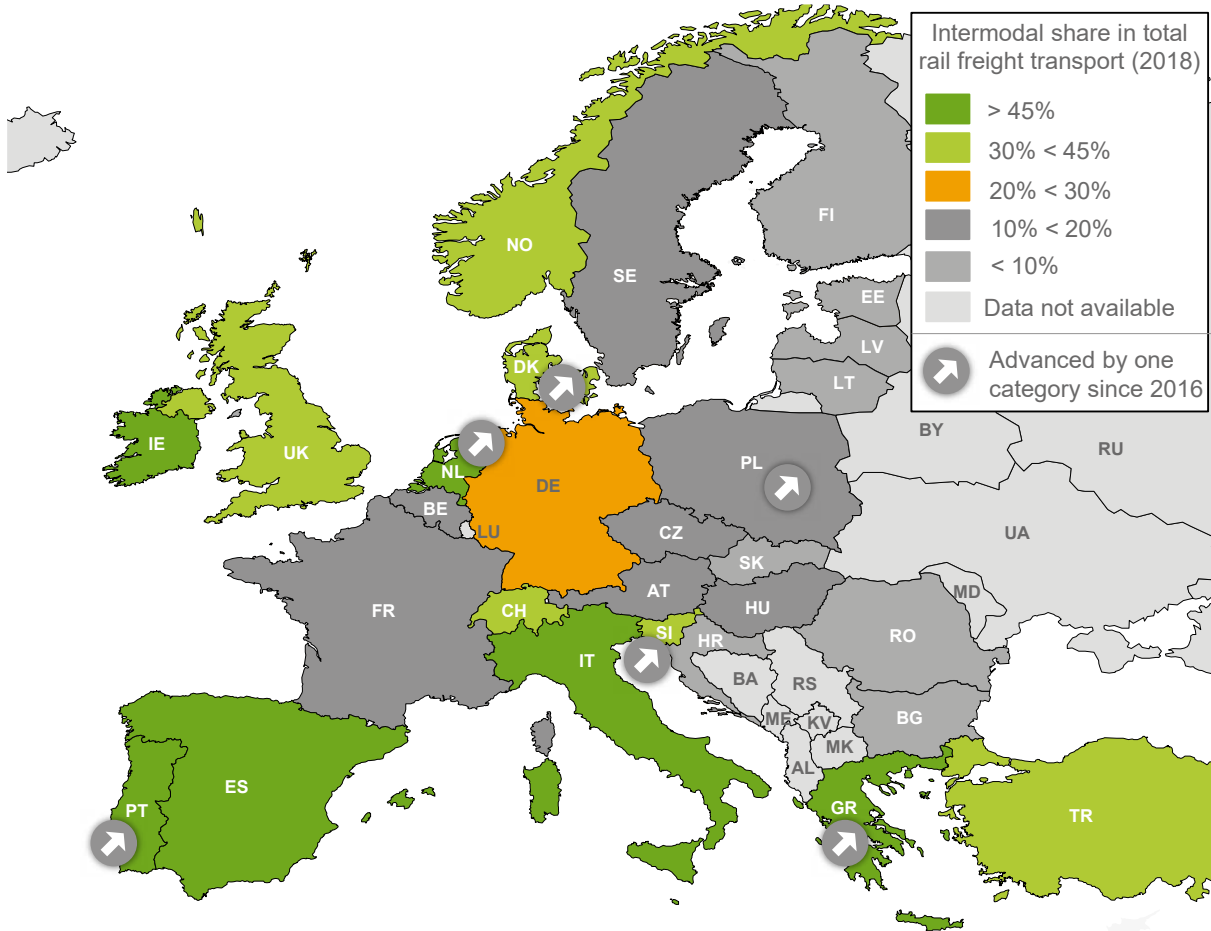 Intermodal share in total
rail freight transport (2018)
> 45%
30% < 45%
20% < 30%
10% < 20%
< 10%
Data not available
Advanced by one
category since 2016
NO
SE
FI
EE
LV
LT
DK
IE
UK
NL
BE
LU
DE
PL
BY
RU
UA
CZ
SK
MD
FR
CH
AT
HU
SI
HR
RO
IT
BA
RS
ME
KV
BG
MK
AL
PT
ES
GR
TR